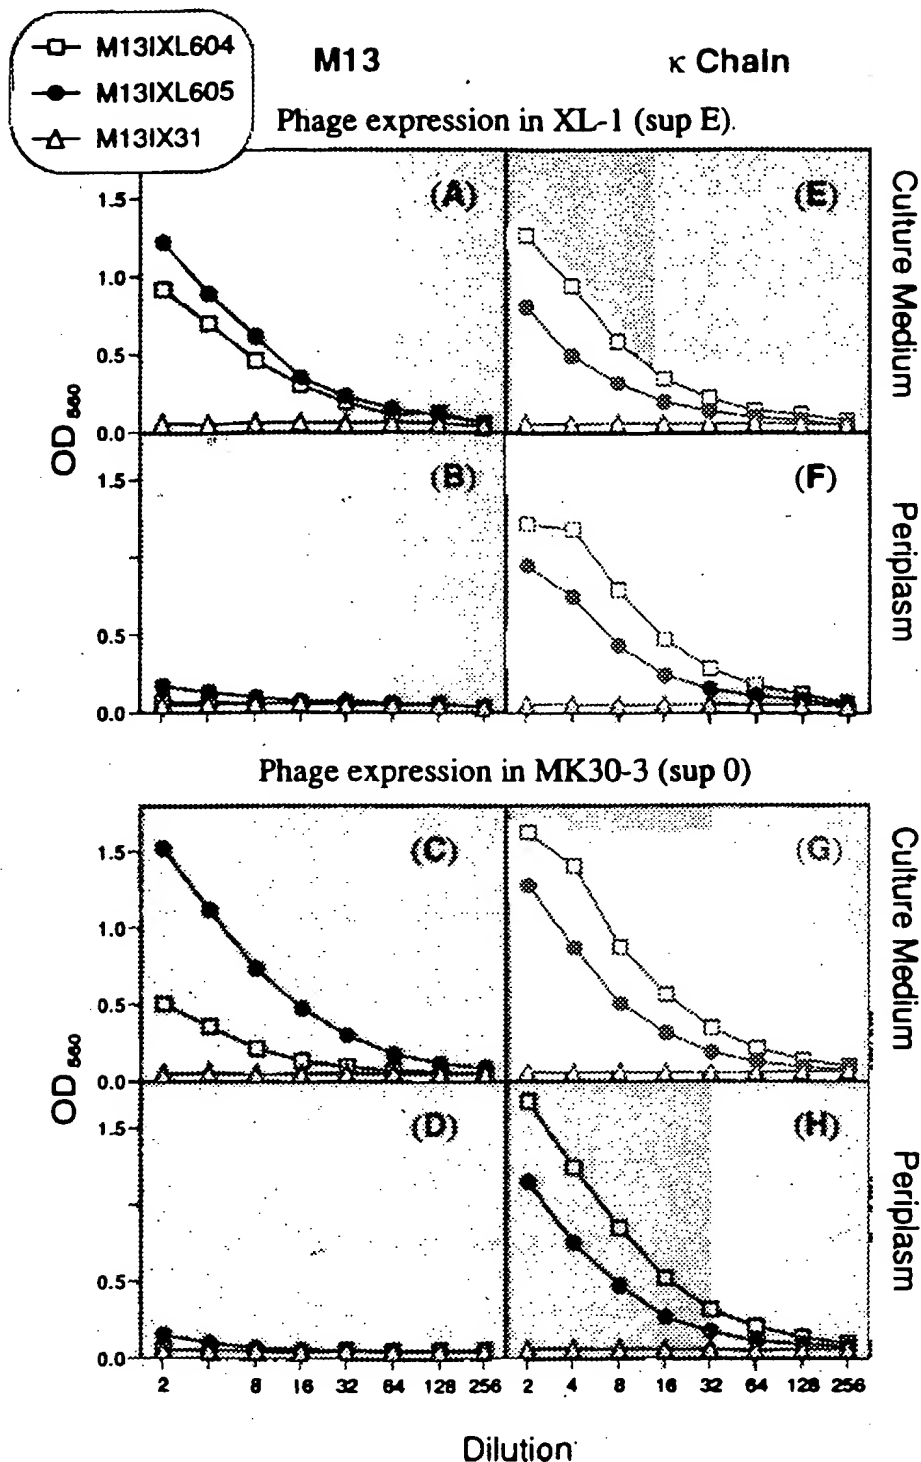 M13IXL604
M13IXL605
M13IX31
M13
κ Chain
Phage expression in XL-1 (sup E).
(A)
(E)
1.5
1.0
0.5
0.0
Culture Medium
OD560
(B)
(F)
1.5
0.5
0.0
Periplasm
Phage expression in MK30-3 (sup 0)
(C)
(G)
1.5
1.0
0.5
0.0
Culture Medium
OD560
(D)
(H)
1.5
0.5
0.0
Periplasm
2 8 16 32 64 128 256 2 4 8 16 32 64 128 256
Dilution